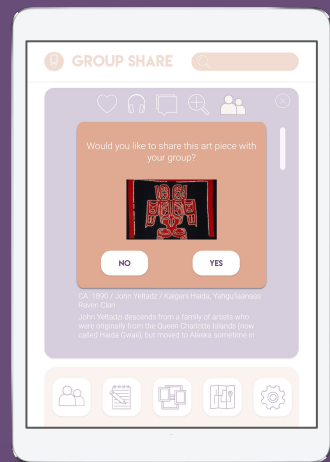 GROUP SHARE
Would you like to share this art piece with
your group?
NO
YES
CA. 1890 / John Yeltadzi / Kaigani Haida, Yahgu'laanaas
Raven Clan
John Yeltadzi descends from a family of artists who
were originally from the Queen Charlotte Islands (now
called Haida Gwaii), but moved to Alaska sometime in